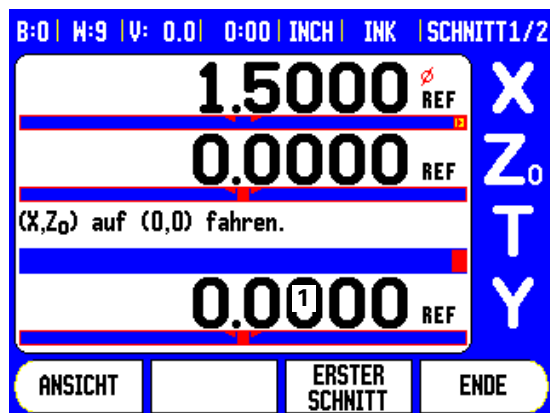 B:0| W:9 |V: 0.0| 0:00| INCH| INK |SCHNITT1/2
1.5000 Ø REF X
0.0000 REF Z0
(X,Z0) auf (0,0) fahren.
T
0.0000 REF Y
1
ANSICHT ERSTER SCHNITT ENDE